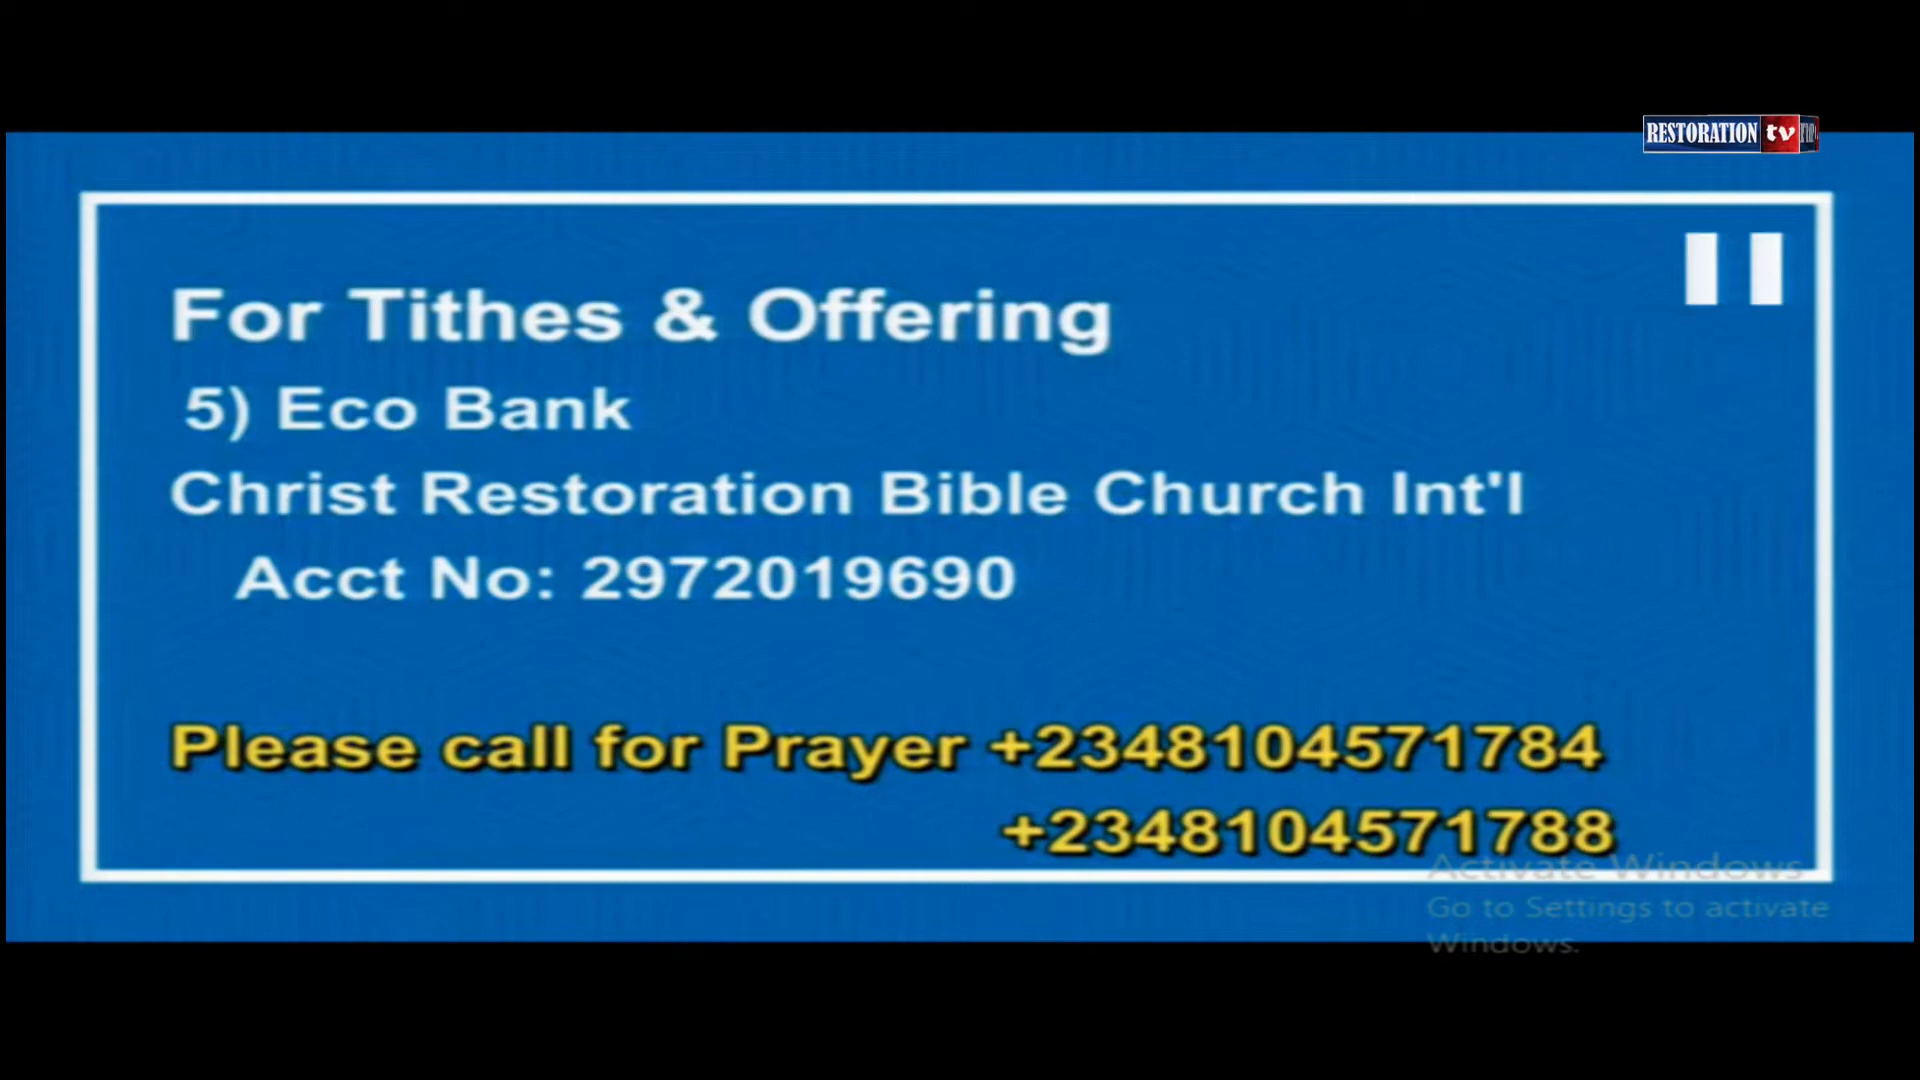 RESTORATION tv
For Tithes & Offering
5) Eco Bank
Christ Restoration Bible Church Int'l
Acct No: 2972019690
Please call for Prayer +2348104571784
+2348104571788
Activate Windows
Go to Settings to activate
Windows.